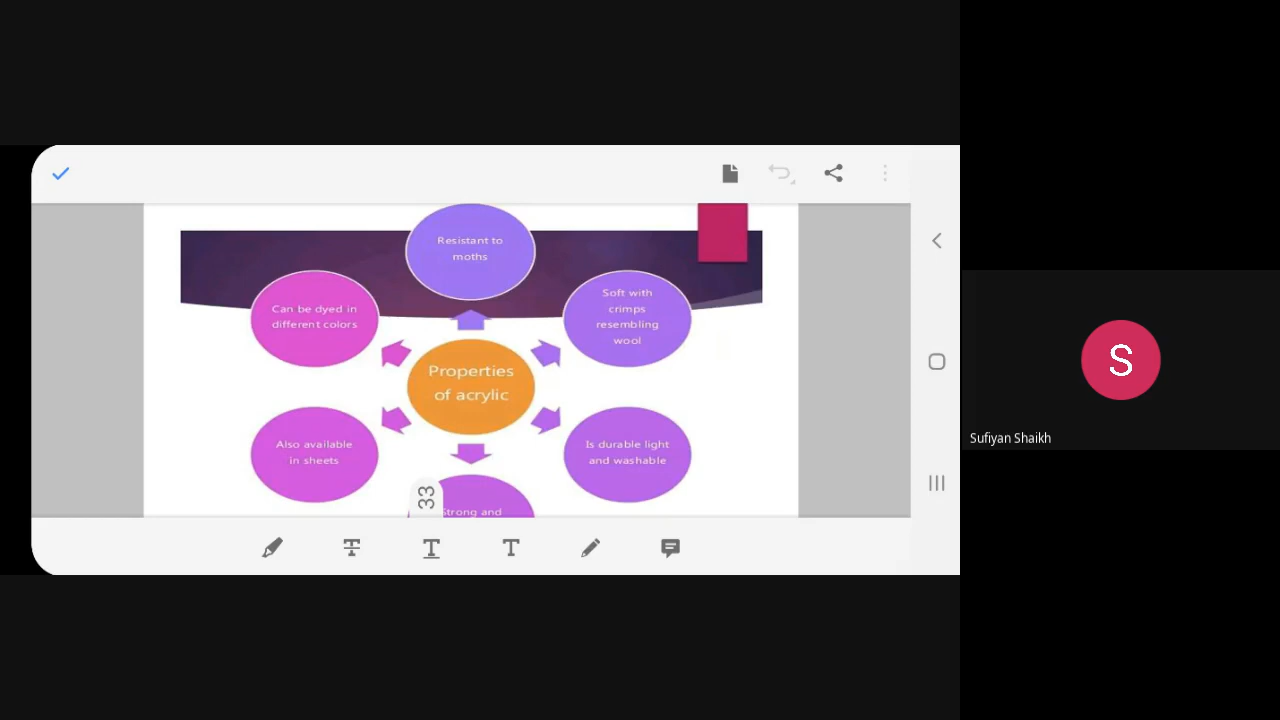 Resistant to
moths
Can be dyed in
different colors
Soft with
crimps
resembling
wool
Properties
of acrylic
Also available
in sheets
Is durable light
and washable
33
Strong and
S
Sufiyan Shaikh